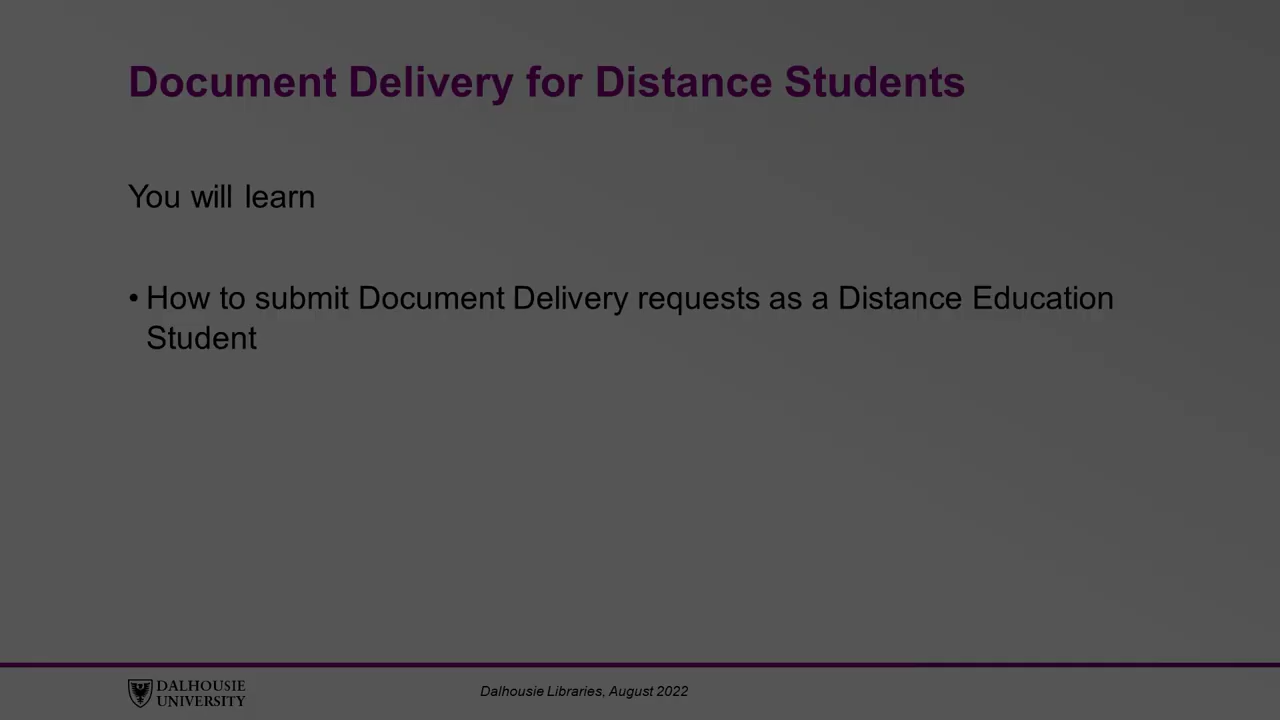 Document Delivery for Distance Students
You will learn
• How to submit Document Delivery requests as a Distance Education
Student
DALHOUSIE
UNIVERSITY
Dalhousie Libraries, August 2022